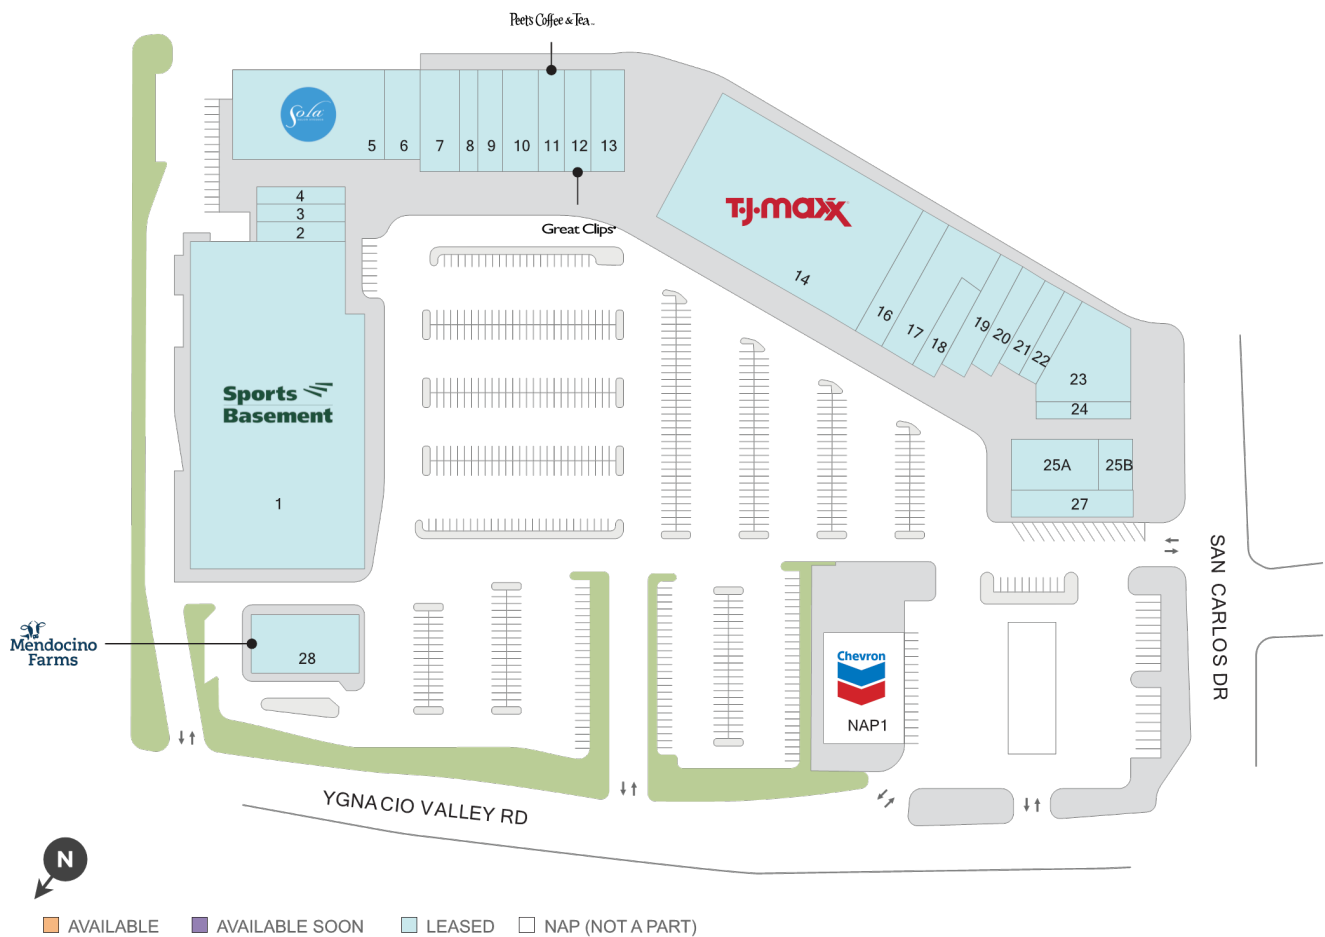 Peet's Coffee & Tea
Sola
5
6
7
8
9
10
11
12
13
4
3
2
Great Clips
T·J·maxx
14
16
17
18
19
20
21
22
23
24
25A
25B
27
Sports
Basement
1
Mendocino
Farms
28
Chevron
NAP1
SAN CARLOS DR
YGNACIO VALLEY RD
N
AVAILABLE
AVAILABLE SOON
LEASED
NAP (NOT A PART)